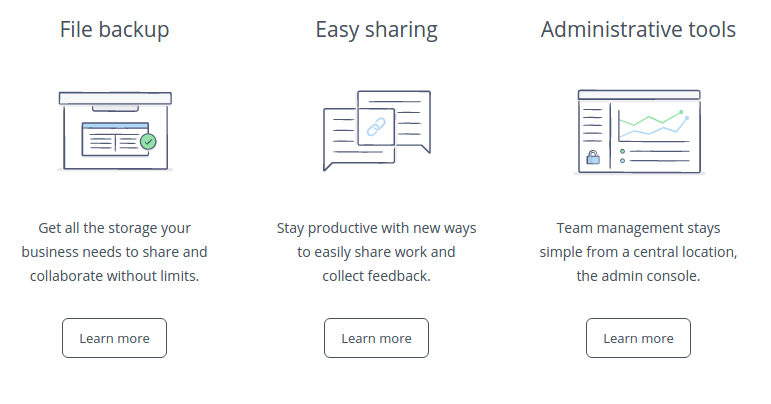 File backup
Get all the storage your
business needs to share and
collaborate without limits.
Learn more
Easy sharing
Stay productive with new ways
to easily share work and
collect feedback.
Learn more
Administrative tools
Team management stays
simple from a central location,
the admin console.
Learn more